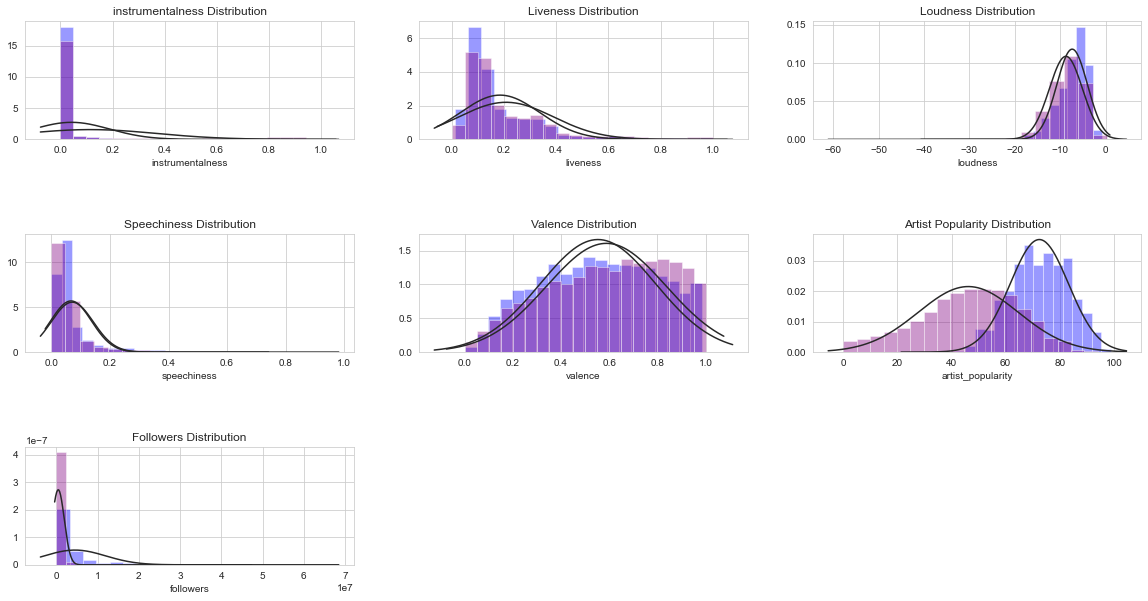 instrumentalness Distribution
15
10
5
0
0.0 0.2 0.4 0.6 0.8 1.0
instrumentalness
Liveness Distribution
6
4
2
0
0.0 0.2 0.4 0.6 0.8 1.0
liveness
Loudness Distribution
0.15
0.10
0.05
0.00
−60 −50 −40 −30 −20 −10 0
loudness
Speechiness Distribution
10
5
0
0.0 0.2 0.4 0.6 0.8 1.0
speechiness
Valence Distribution
1.5
1.0
0.5
0.0
0.0 0.2 0.4 0.6 0.8 1.0
valence
Artist Popularity Distribution
0.03
0.02
0.01
0.00
0 20 40 60 80 100
artist_popularity
Followers Distribution
1e−7
4
3
2
1
0
0 1 2 3 4 5 6 7
1e7
followers